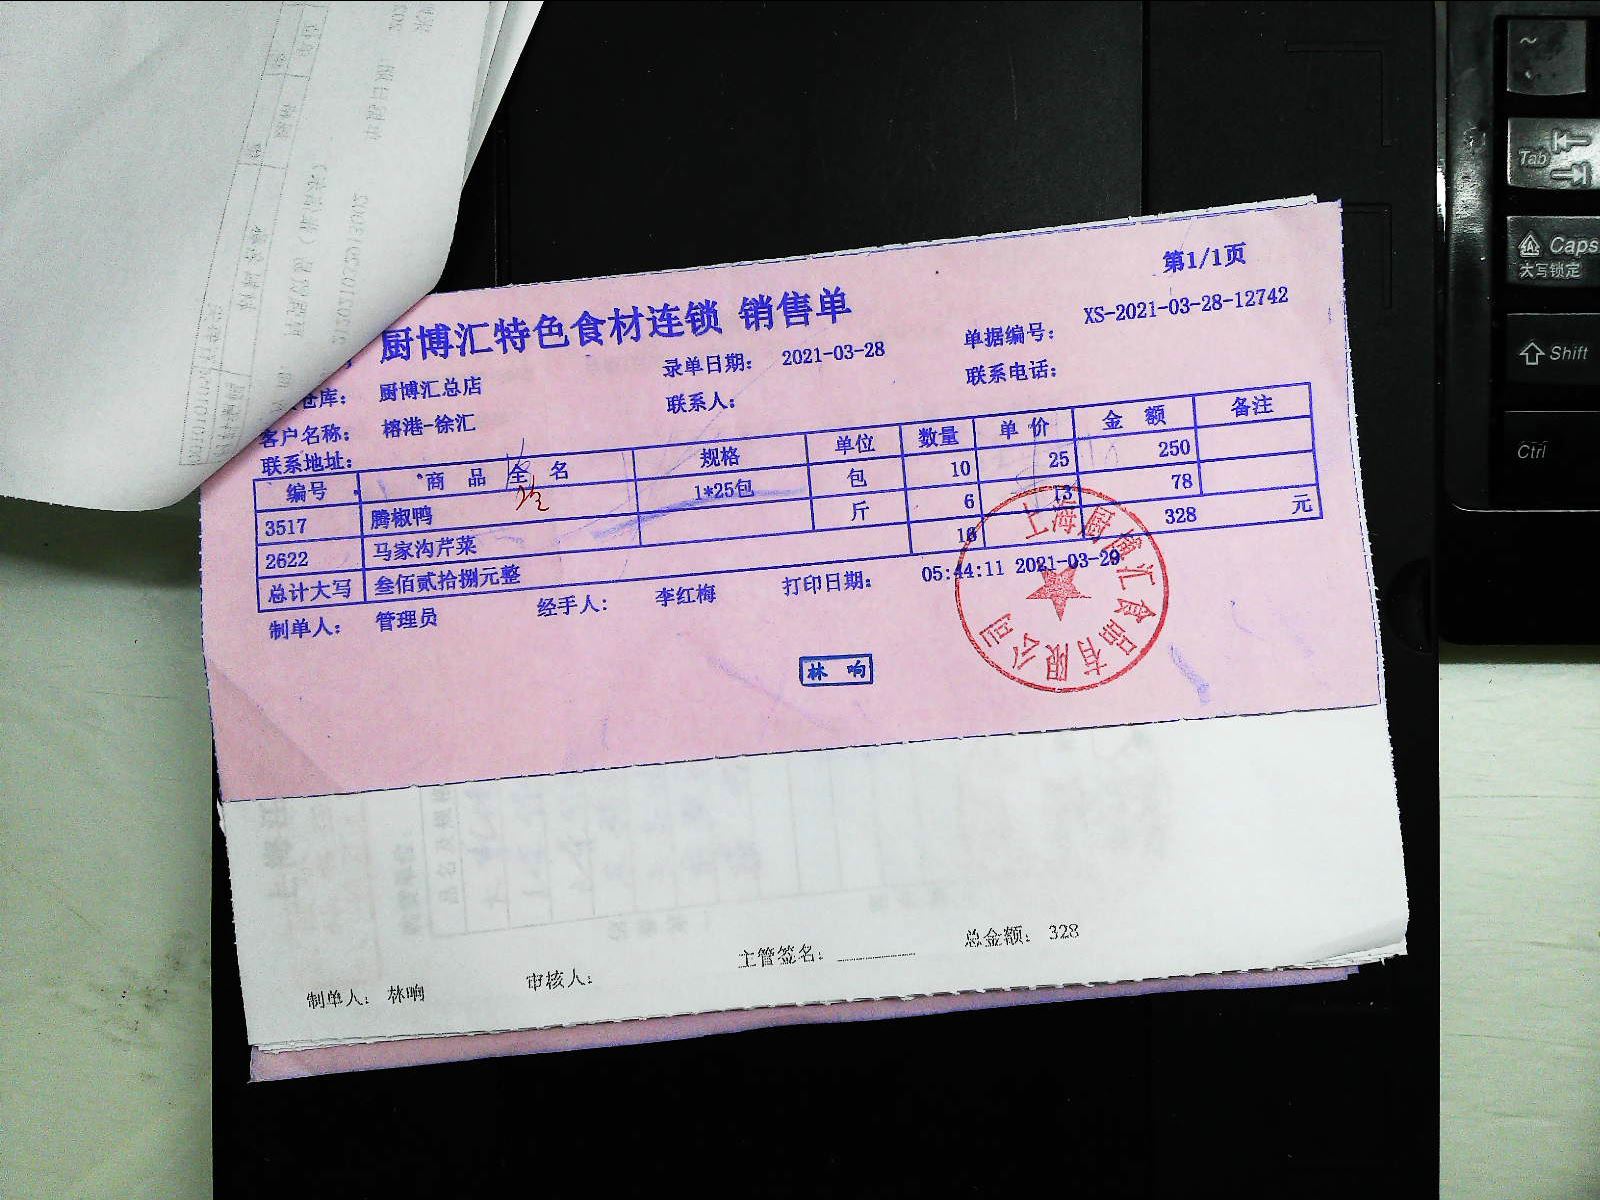 第1/1页
厨博汇特色食材连锁 销售单
仓库： 厨博汇总店 录单日期： 2021-03-28 单据编号： XS-2021-03-28-12742
客户名称： 榕港-徐汇 联系人： 联系电话：
联系地址：
编号 商 品 全 名 规格 单位 数量 单 价 金 额 备注
3517 腾椒鸭 1*25包 包 10 25 250
2622 马家沟芹菜 斤 6 13 78
总计大写 叁佰贰拾捌元整 16 328 元
制单人： 管理员 经手人： 李红梅 打印日期： 05:44:11 2021-03-29
林 响
上海厨博汇食品有限公司
制单人： 林响 审核人： 主管签名： 总金额： 328
~
Tab
Caps
大写锁定
Shift
Ctrl